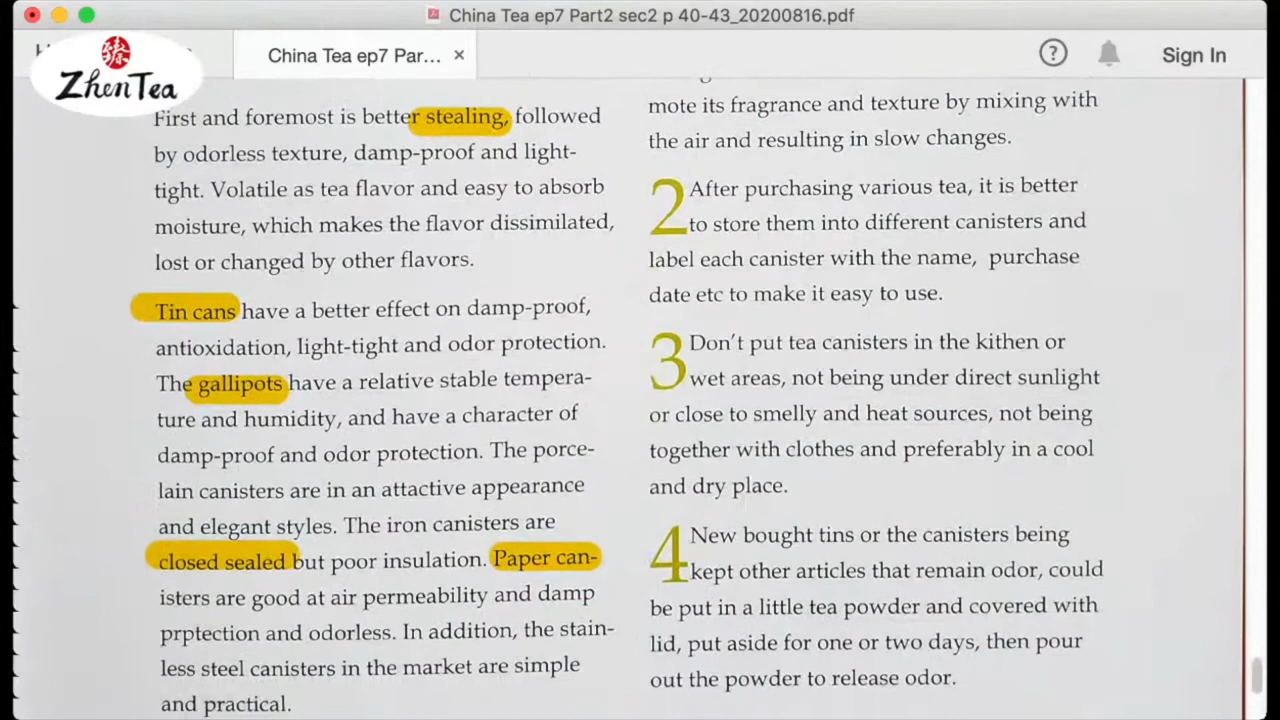 China Tea ep7 Part2 sec2 p 40-43_20200816.pdf
China Tea ep7 Par... ×
?
Sign In
臻
ZhenTea
First and foremost is better stealing, followed
by odorless texture, damp-proof and light-
tight. Volatile as tea flavor and easy to absorb
moisture, which makes the flavor dissimilated,
lost or changed by other flavors.
Tin cans have a better effect on damp-proof,
antioxidation, light-tight and odor protection.
The gallipots have a relative stable tempera-
ture and humidity, and have a character of
damp-proof and odor protection. The porce-
lain canisters are in an attactive appearance
and elegant styles. The iron canisters are
closed sealed but poor insulation. Paper can-
isters are good at air permeability and damp
prptection and odorless. In addition, the stain-
less steel canisters in the market are simple
and practical.
mote its fragrance and texture by mixing with
the air and resulting in slow changes.
2 After purchasing various tea, it is better
to store them into different canisters and
label each canister with the name, purchase
date etc to make it easy to use.
3 Don't put tea canisters in the kithen or
wet areas, not being under direct sunlight
or close to smelly and heat sources, not being
together with clothes and preferably in a cool
and dry place.
4 New bought tins or the canisters being
kept other articles that remain odor, could
be put in a little tea powder and covered with
lid, put aside for one or two days, then pour
out the powder to release odor.